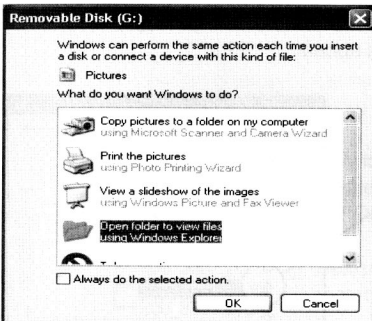 Removable Disk (G:)
Windows can perform the same action each time you insert
a disk or connect a device with this kind of file:
Pictures
What do you want Windows to do?
Copy pictures to a folder on my computer
using Microsoft Scanner and Camera Wizard
Print the pictures
using Photo Printing Wizard
View a slideshow of the images
using Windows Picture and Fax Viewer
Open folder to view files
using Windows Explorer
Always do the selected action.
OK
Cancel